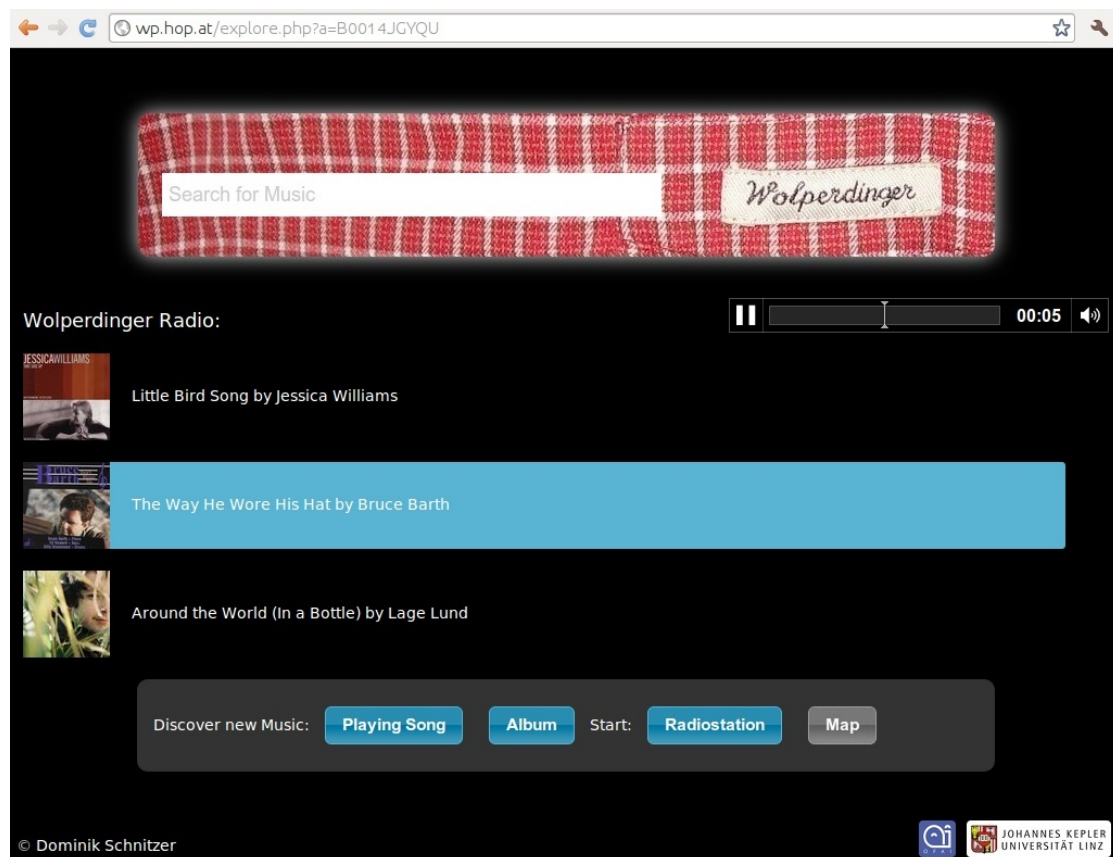 wp.hop.at/explore.php?a=B0014JGYQU
Search for Music
Wolperdinger
Wolperdinger Radio:
00:05
JESSICAWILLIAMS
Little Bird Song by Jessica Williams
The Way He Wore His Hat by Bruce Barth
Around the World (In a Bottle) by Lage Lund
Discover new Music:
Playing Song
Album
Start:
Radiostation
Map
© Dominik Schnitzer
OFAI
JOHANNES KEPLER
UNIVERSITÄT LINZ